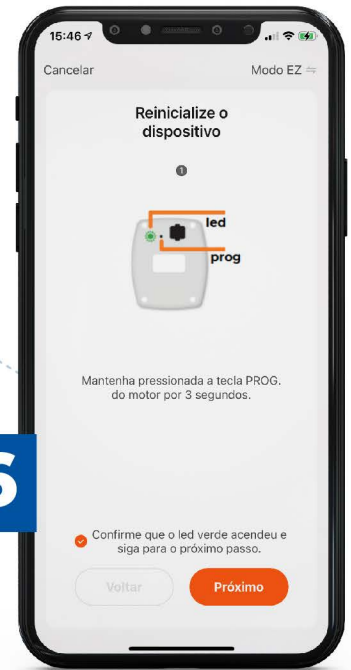 15:46
Cancelar
Modo EZ
Reinicialize o
dispositivo
1
led
prog
Mantenha pressionada a tecla PROG.
do motor por 3 segundos.
S
Confirme que o led verde acendeu e
siga para o próximo passo.
Voltar
Próximo